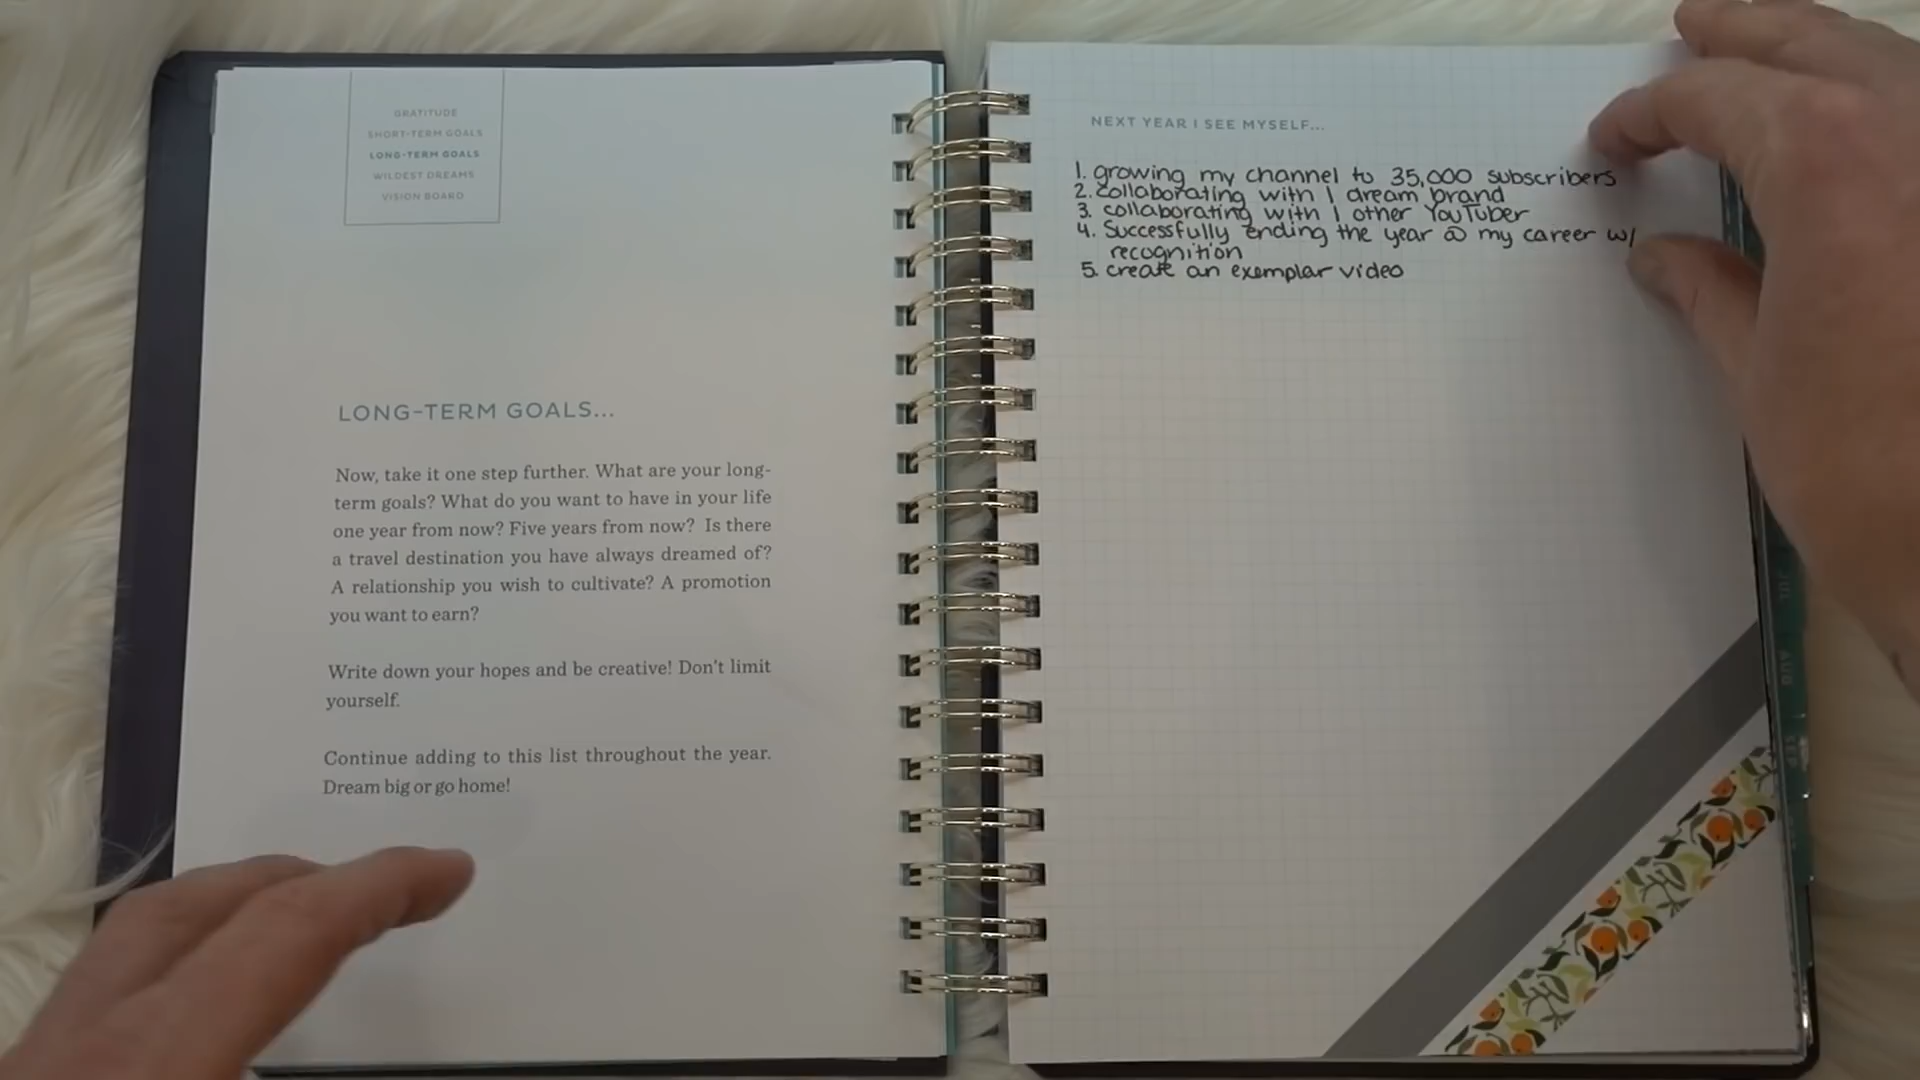 GRATITUDE
SHORT-TERM GOALS
LONG-TERM GOALS
WILDEST DREAMS
VISION BOARD
LONG-TERM GOALS...
Now, take it one step further. What are your long-
term goals? What do you want to have in your life
one year from now? Five years from now? Is there
a travel destination you have always dreamed of?
A relationship you wish to cultivate? A promotion
you want to earn?
Write down your hopes and be creative! Don't limit
yourself.
Continue adding to this list throughout the year.
Dream big or go home!
NEXT YEAR I SEE MYSELF...
1. growing my channel to 35,000 subscribers
2. collaborating with 1 dream brand
3. collaborating with 1 other YouTuber
4. Successfully ending the year @ my career w/
recognition
5. create an exemplar video
JUL
AUG
SEP